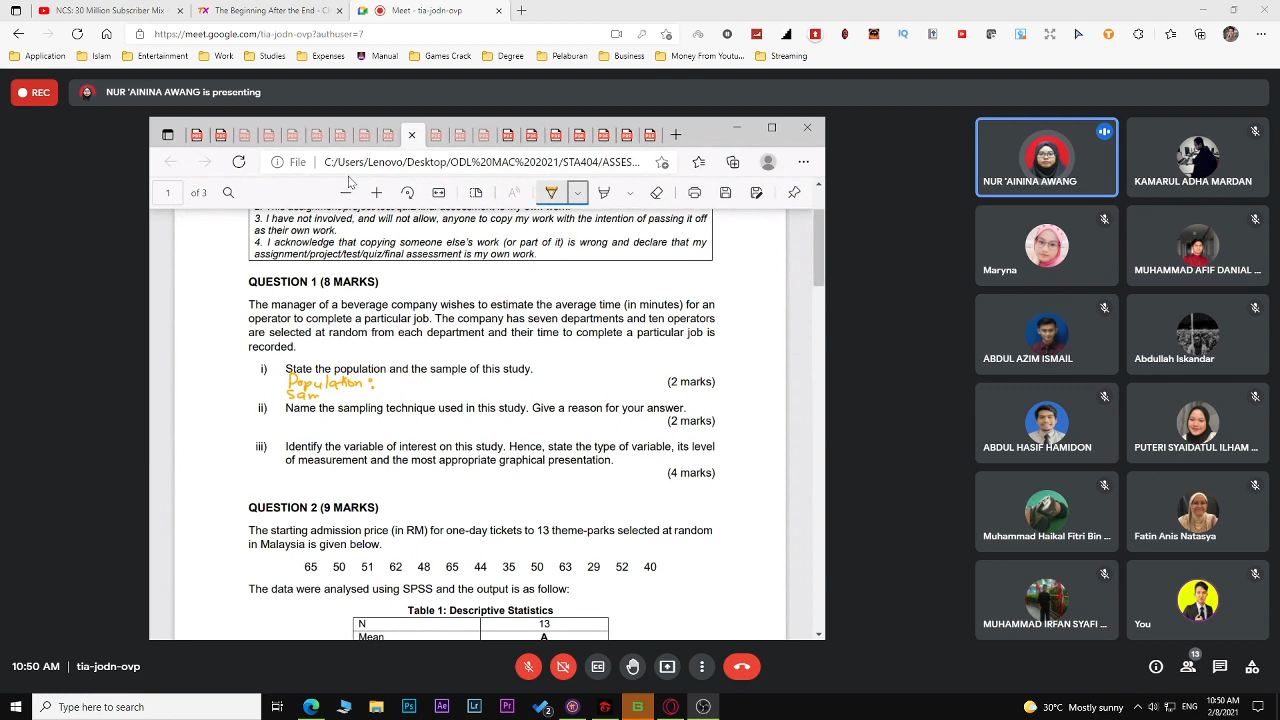 NCS: 30 Million Subscriber Mix
The Beginning After the End - Cl
Meet - tia-jodn-ovp
https://meet.google.com/tia-jodn-ovp?authuser=7
Application
Islam
Entertainment
Work
Studies
Expenses
Manual
Games Crack
Degree
Pelaburan
Business
Money From Youtu...
Streaming
REC
NUR 'AININA AWANG is presenting
File
C:/Users/Lenovo/Desktop/ODL%20MAC%202021/STA404/ASSES...
1
of 3
3. I have not involved, and will not allow, anyone to copy my work with the intention of passing it off
as their own work.
4. I acknowledge that copying someone else's work (or part of it) is wrong and declare that my
assignment/project/test/quiz/final assessment is my own work.
QUESTION 1 (8 MARKS)
The manager of a beverage company wishes to estimate the average time (in minutes) for an
operator to complete a particular job. The company has seven departments and ten operators
are selected at random from each department and their time to complete a particular job is
recorded.
i) State the population and the sample of this study.
Population :
(2 marks)
Sam
ii) Name the sampling technique used in this study. Give a reason for your answer.
(2 marks)
iii) Identify the variable of interest on this study. Hence, state the type of variable, its level
of measurement and the most appropriate graphical presentation.
(4 marks)
QUESTION 2 (9 MARKS)
The starting admission price (in RM) for one-day tickets to 13 theme-parks selected at random
in Malaysia is given below.
65 50 51 62 48 65 44 35 50 63 29 52 40
The data were analysed using SPSS and the output is as follow:
Table 1: Descriptive Statistics
N 13
Mean A
NUR 'AININA AWANG
KAMARUL ADHA MARDAN
Maryna
MUHAMMAD AFIF DANIAL ...
ABDUL AZIM ISMAIL
Abdullah Iskandar
ABDUL HASIF HAMIDON
PUTERI SYAIDATUL ILHAM ...
Muhammad Haikal Fitri Bin ...
Fatin Anis Natasya
MUHAMMAD IRFAN SYAFI ...
You
10:50 AM | tia-jodn-ovp
13
Type here to search
30°C Mostly sunny
10:50 AM
2/8/2021